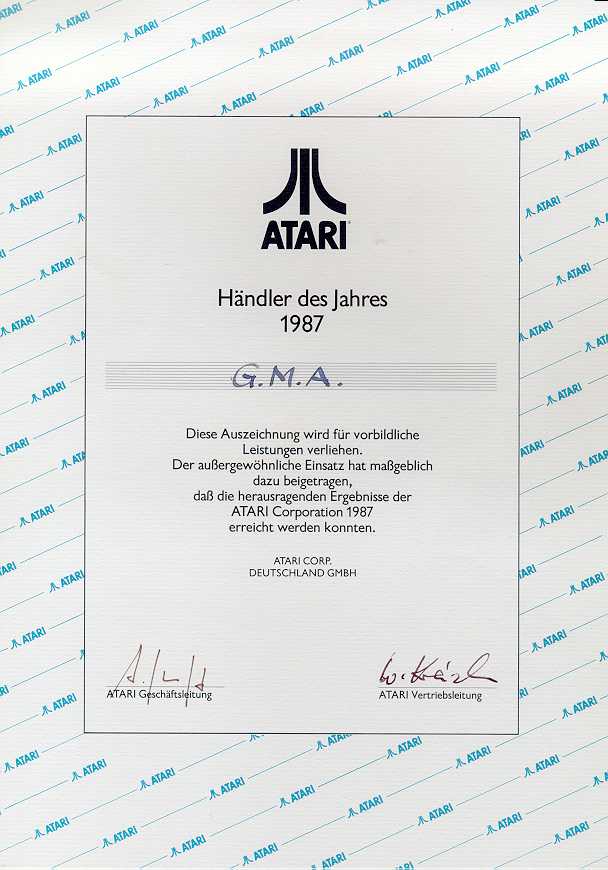 ATARI
Händler des Jahres
1987
G.M.A.
Diese Auszeichnung wird für vorbildliche
Leistungen verliehen.
Der außergewöhnliche Einsatz hat maßgeblich
dazu beigetragen,
daß die herausragenden Ergebnisse der
ATARI Corporation 1987
erreicht werden konnten.
ATARI CORP.
DEUTSCHLAND GMBH
ATARI Geschäftsleitung
ATARI Vertriebsleitung